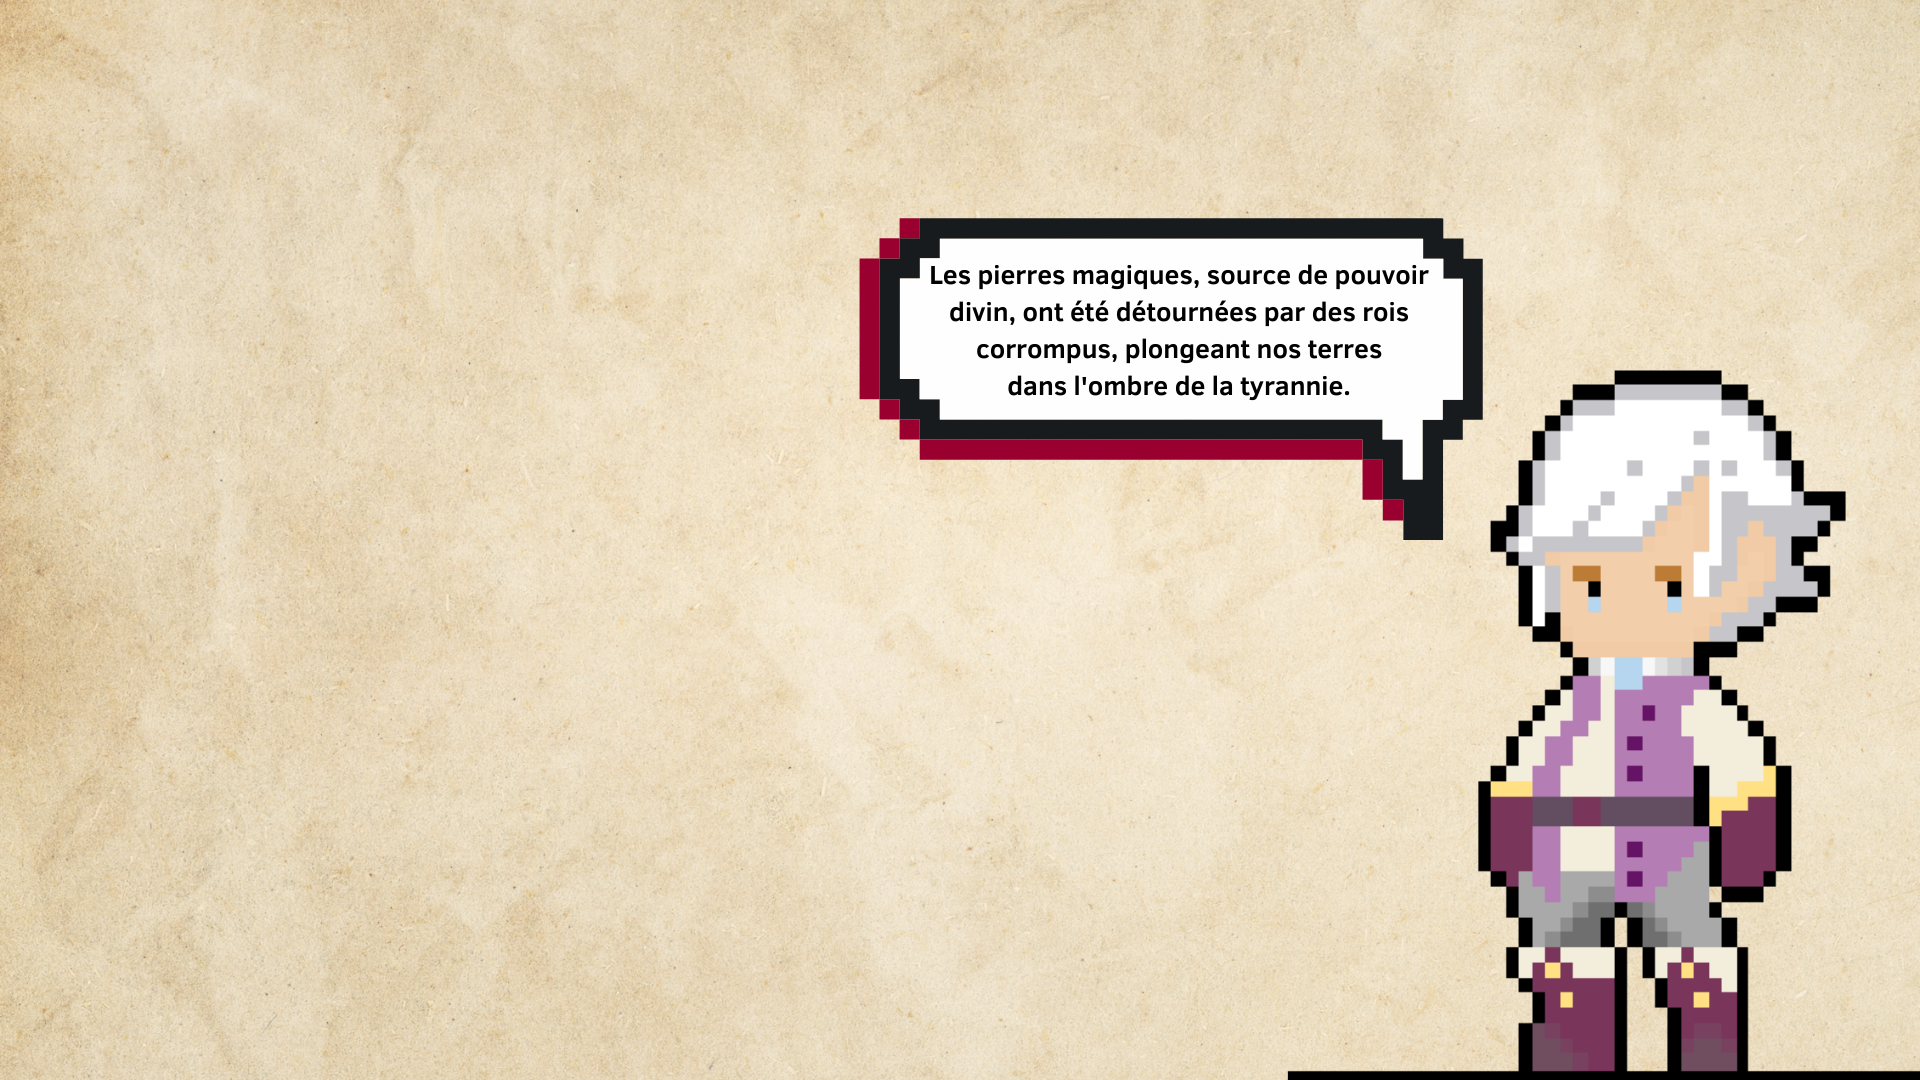 Les pierres magiques, source de pouvoir
divin, ont été détournées par des rois
corrompus, plongeant nos terres
dans l'ombre de la tyrannie.